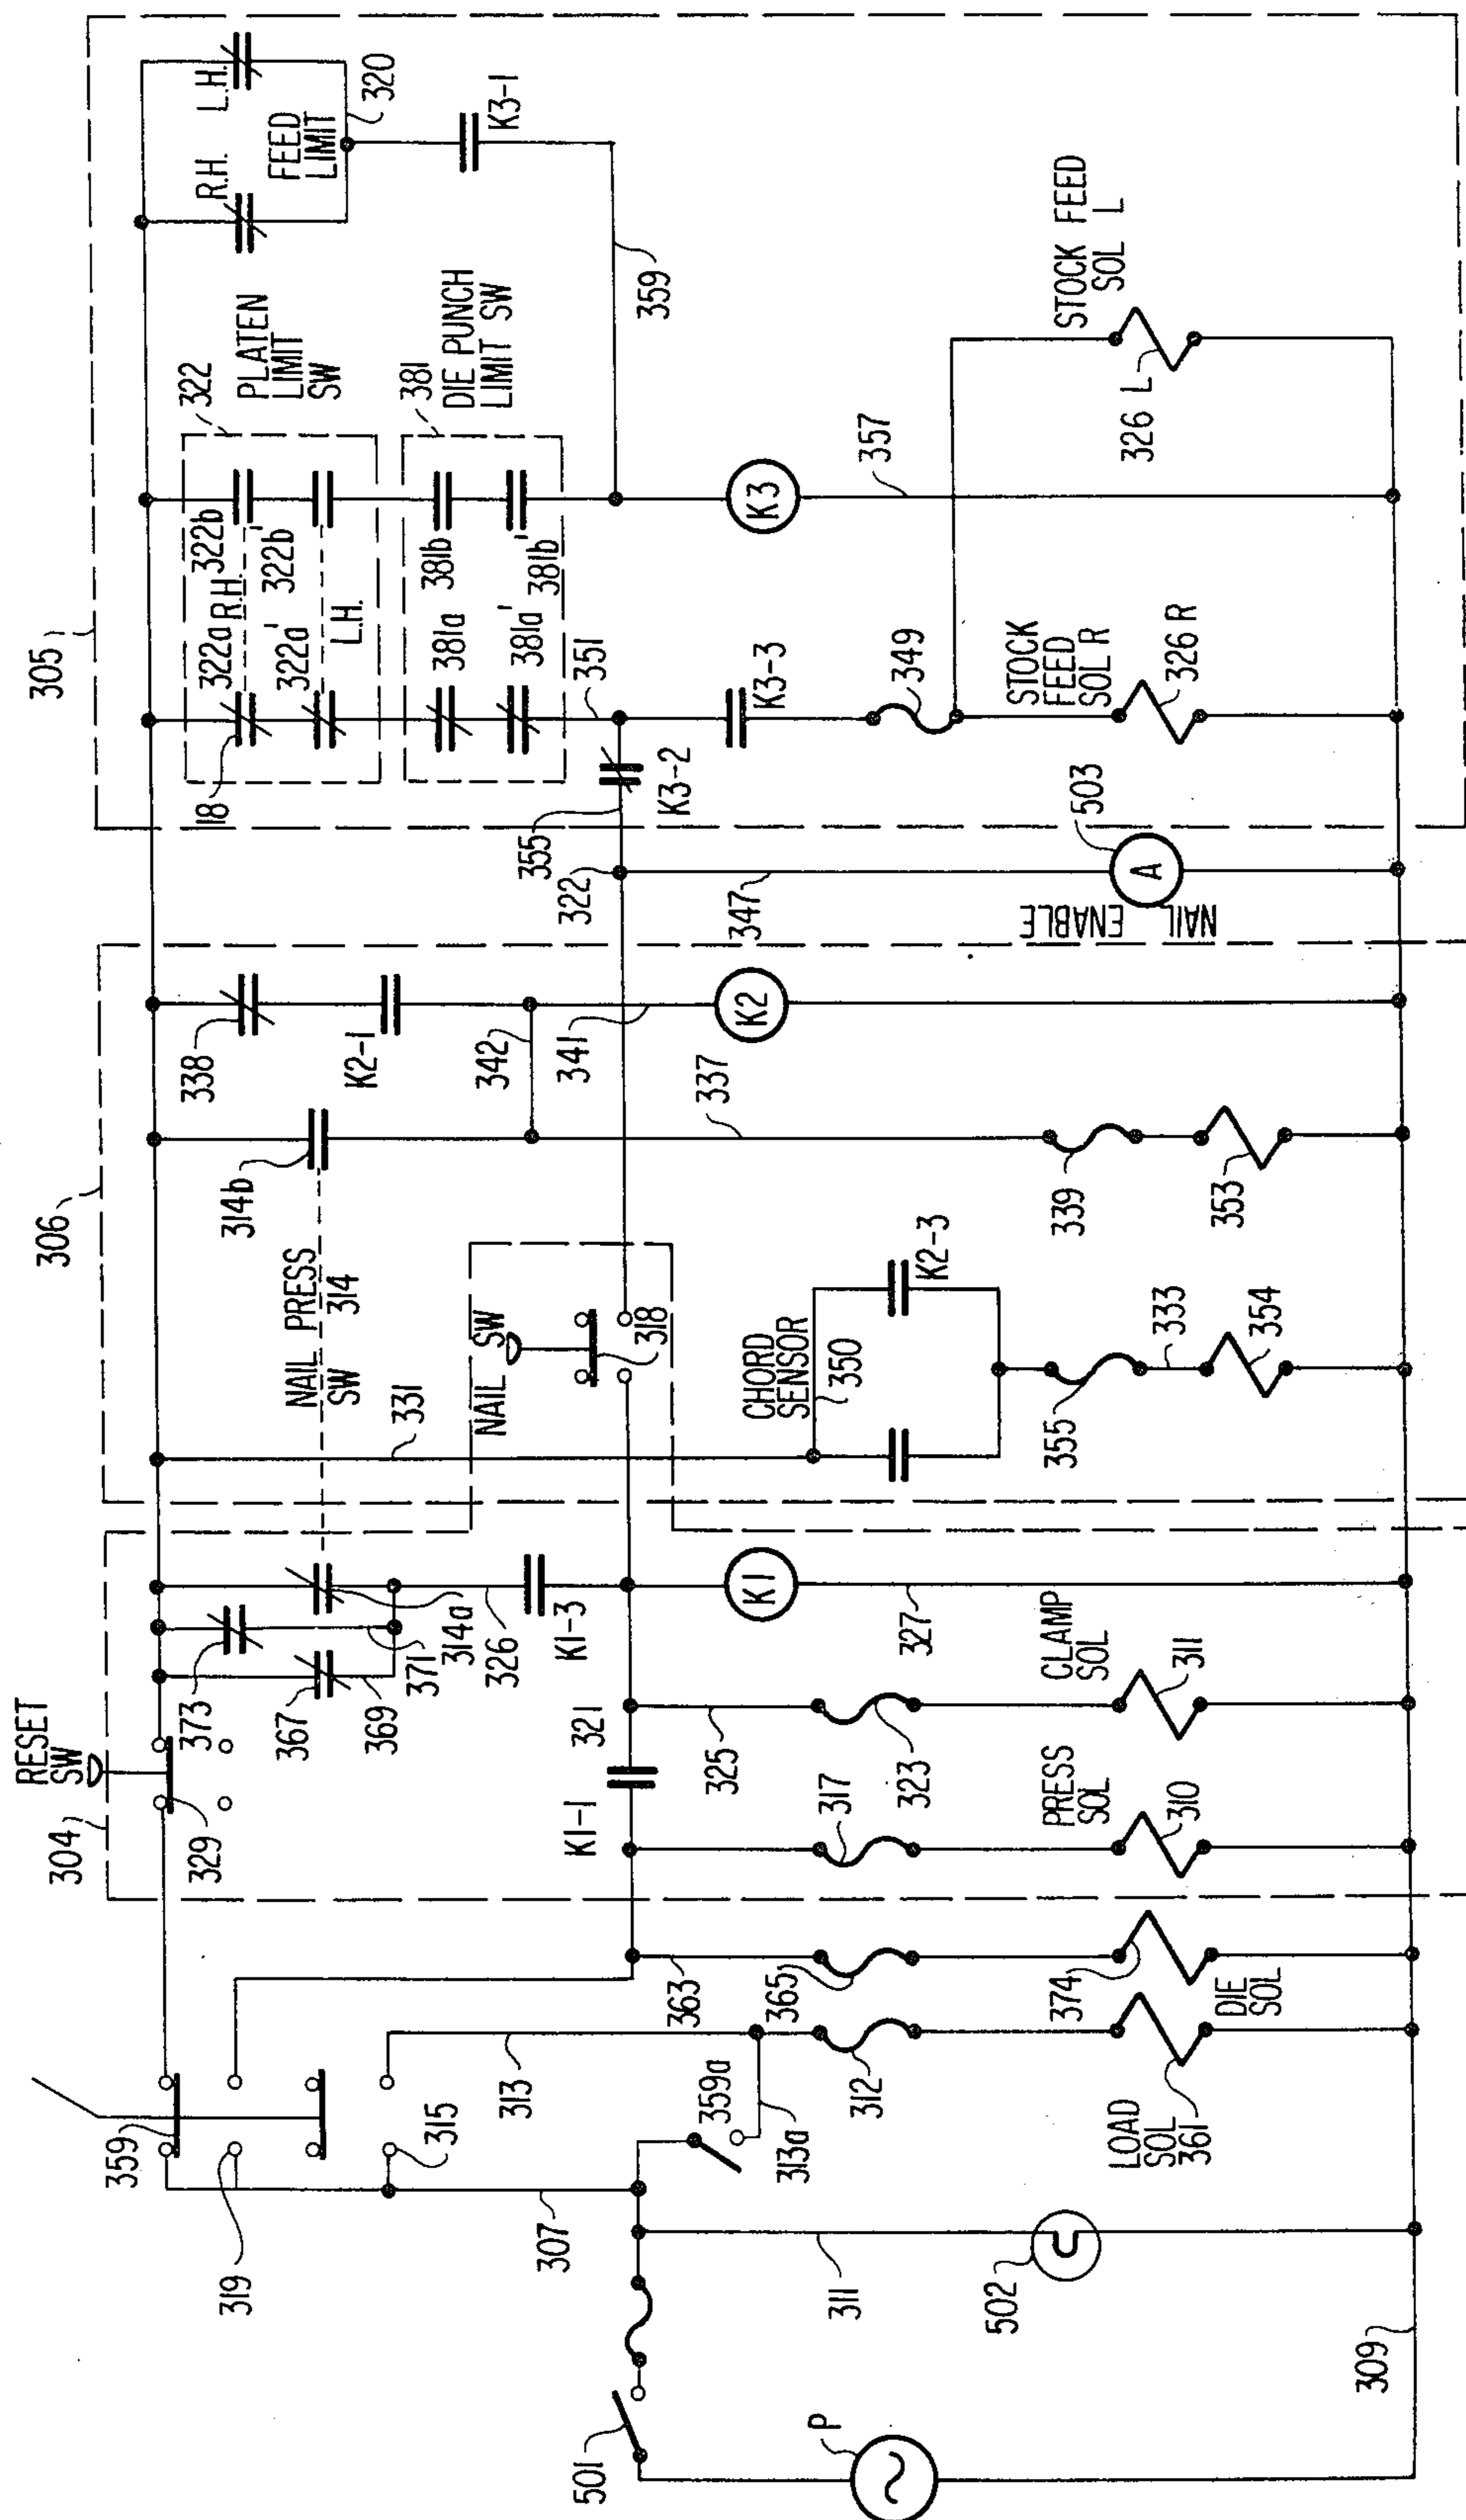 305
322
PLATEN
LIMIT
SW
R.H. L.H.
FEED
LIMIT
320
K3-1
18
322a R.H.
322a'
L.H.
322b
322b'
381
DIE PUNCH
LIMIT SW
381a
381a'
381b
381b'
351
359
355
322
K3-2
K3-3
K3
357
349
STOCK
FEED
SOL R
326 R
STOCK FEED
SOL L
326 L
347
503
A
NAIL ENABLE
306
338
K2-1
342
341
K2
337
314b
NAIL PRESS
SW 314
339
353
331
NAIL SW
318
CHORD
SENSOR
350
K2-3
355
333
354
304
RESET
SW
329
373
367
369
371
314a
326
K1-3
K1
327
K1-1
321
325
323
317
CLAMP
SOL
311
PRESS
SOL
310
359
319
315
313
359a
313a
363
365
312
374
DIE
SOL
LOAD
SOL
361
307
311
502
501
P
309